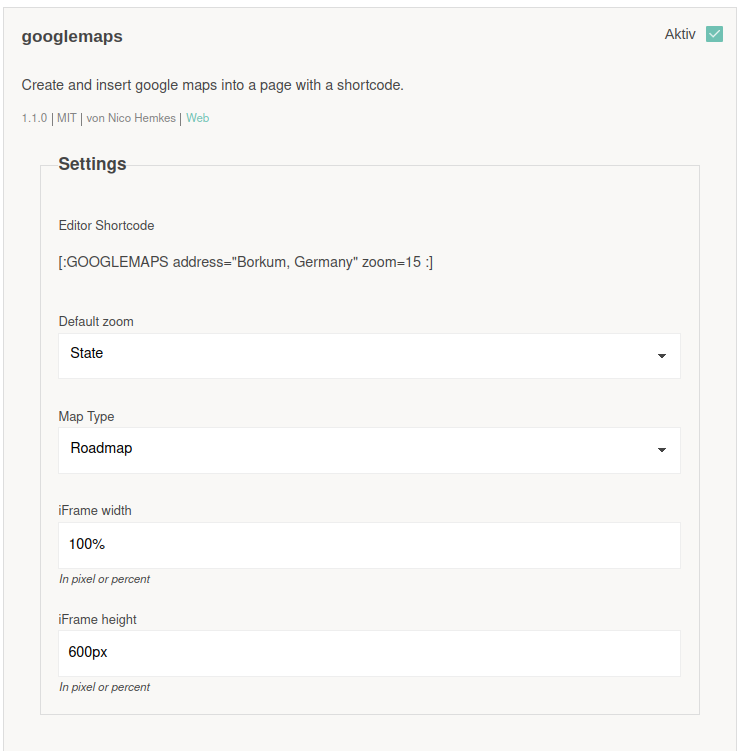 googlemaps
Aktiv
Create and insert google maps into a page with a shortcode.
1.1.0 | MIT | von Nico Hemkes | Web
Settings
Editor Shortcode
[:GOOGLEMAPS address="Borkum, Germany" zoom=15 :]
Default zoom
State
Map Type
Roadmap
iFrame width
100%
In pixel or percent
iFrame height
600px
In pixel or percent